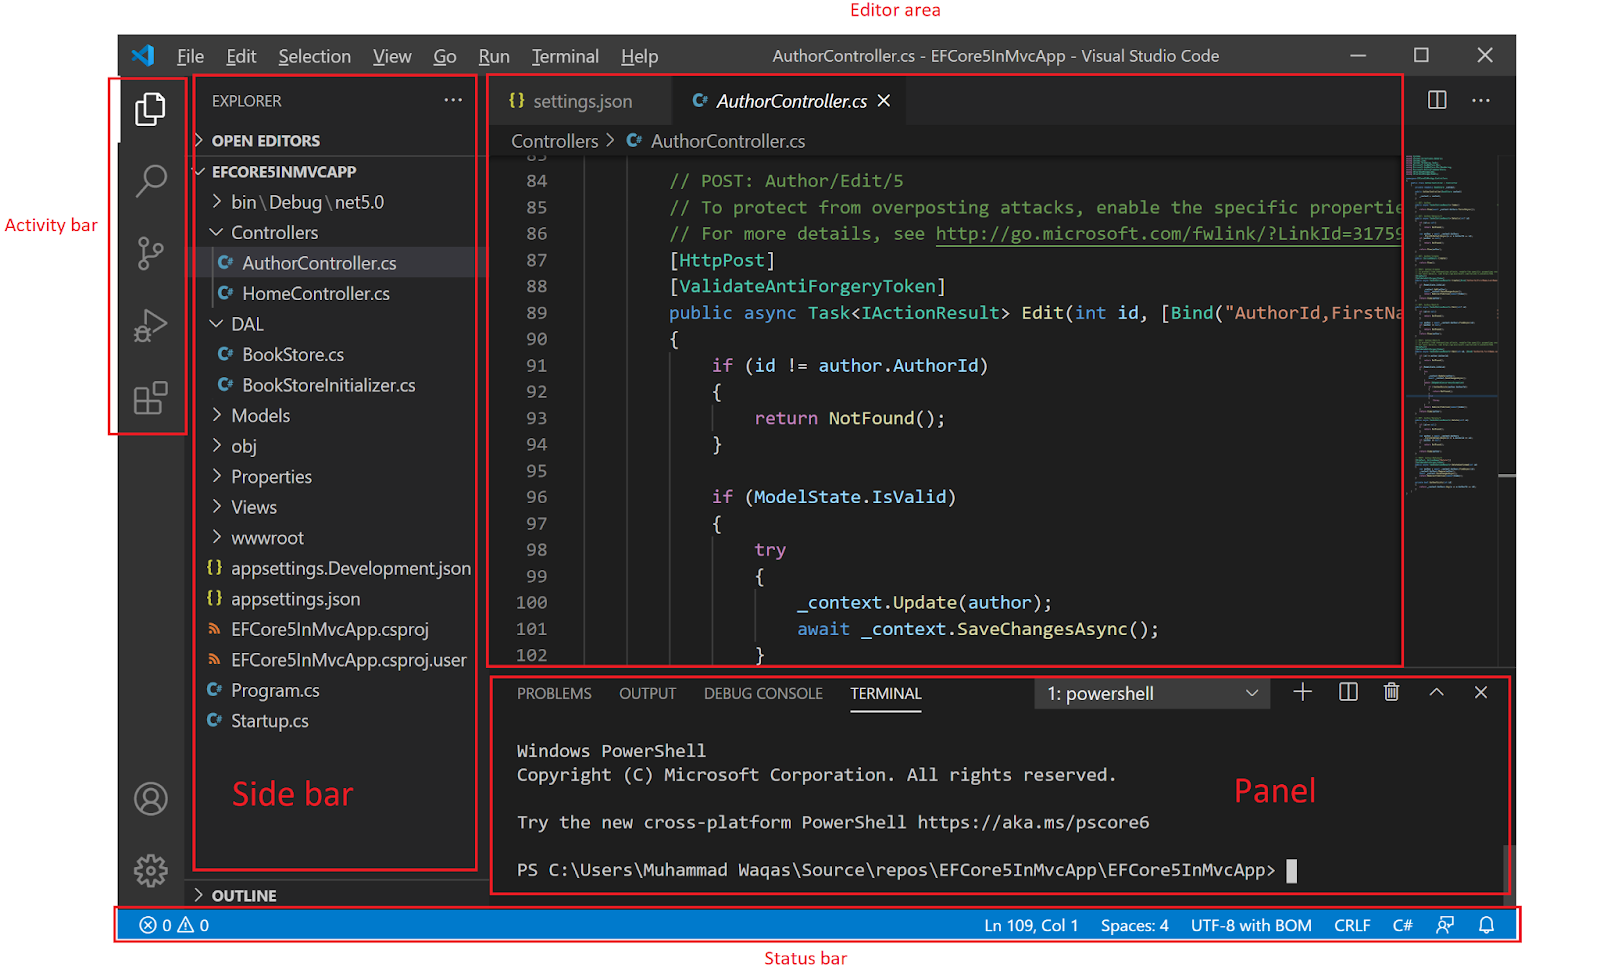 Editor area
File Edit Selection View Go Run Terminal Help
AuthorController.cs - EFCore5InMvcApp - Visual Studio Code
Activity bar
EXPLORER
OPEN EDITORS
EFCORE5INMVCAPP
bin\Debug\net5.0
Controllers
C# AuthorController.cs
C# HomeController.cs
DAL
C# BookStore.cs
C# BookStoreInitializer.cs
Models
obj
Properties
Views
wwwroot
{} appsettings.Development.json
{} appsettings.json
EFCore5InMvcApp.csproj
EFCore5InMvcApp.csproj.user
C# Program.cs
C# Startup.cs
Side bar
OUTLINE
{} settings.json
C# AuthorController.cs
Controllers > C# AuthorController.cs
84 // POST: Author/Edit/5
85 // To protect from overposting attacks, enable the specific propertie
86 // For more details, see http://go.microsoft.com/fwlink/?LinkId=31759
87 [HttpPost]
88 [ValidateAntiForgeryToken]
89 public async Task<IActionResult> Edit(int id, [Bind("AuthorId,FirstNa
90 {
91 if (id != author.AuthorId)
92 {
93 return NotFound();
94 }
95
96 if (ModelState.IsValid)
97 {
98 try
99 {
100 _context.Update(author);
101 await _context.SaveChangesAsync();
102 }
PROBLEMS OUTPUT DEBUG CONSOLE TERMINAL
1: powershell
Windows PowerShell
Copyright (C) Microsoft Corporation. All rights reserved.
Panel
Try the new cross-platform PowerShell https://aka.ms/pscore6
PS C:\Users\Muhammad Waqas\Source\repos\EFCore5InMvcApp\EFCore5InMvcApp>
0 0
Ln 109, Col 1 Spaces: 4 UTF-8 with BOM CRLF C#
Status bar